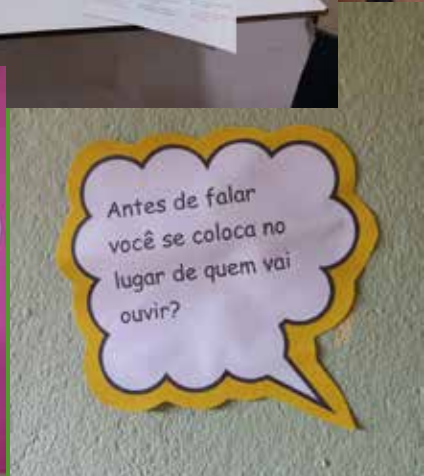 Antes de falar
você se coloca no
lugar de quem vai
ouvir?